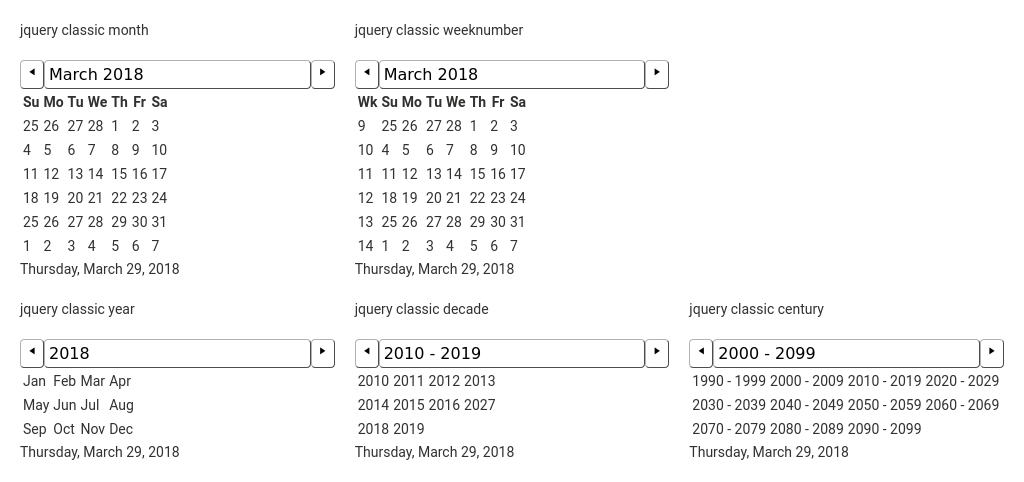 jquery classic month
◄ March 2018 ►
Su Mo Tu We Th Fr Sa
25 26 27 28 1 2 3
4 5 6 7 8 9 10
11 12 13 14 15 16 17
18 19 20 21 22 23 24
25 26 27 28 29 30 31
1 2 3 4 5 6 7
Thursday, March 29, 2018
jquery classic weeknumber
◄ March 2018 ►
Wk Su Mo Tu We Th Fr Sa
9 25 26 27 28 1 2 3
10 4 5 6 7 8 9 10
11 11 12 13 14 15 16 17
12 18 19 20 21 22 23 24
13 25 26 27 28 29 30 31
14 1 2 3 4 5 6 7
Thursday, March 29, 2018
jquery classic year
◄ 2018 ►
Jan Feb Mar Apr
May Jun Jul Aug
Sep Oct Nov Dec
Thursday, March 29, 2018
jquery classic decade
◄ 2010 - 2019 ►
2010 2011 2012 2013
2014 2015 2016 2027
2018 2019
Thursday, March 29, 2018
jquery classic century
◄ 2000 - 2099 ►
1990 - 1999 2000 - 2009 2010 - 2019 2020 - 2029
2030 - 2039 2040 - 2049 2050 - 2059 2060 - 2069
2070 - 2079 2080 - 2089 2090 - 2099
Thursday, March 29, 2018